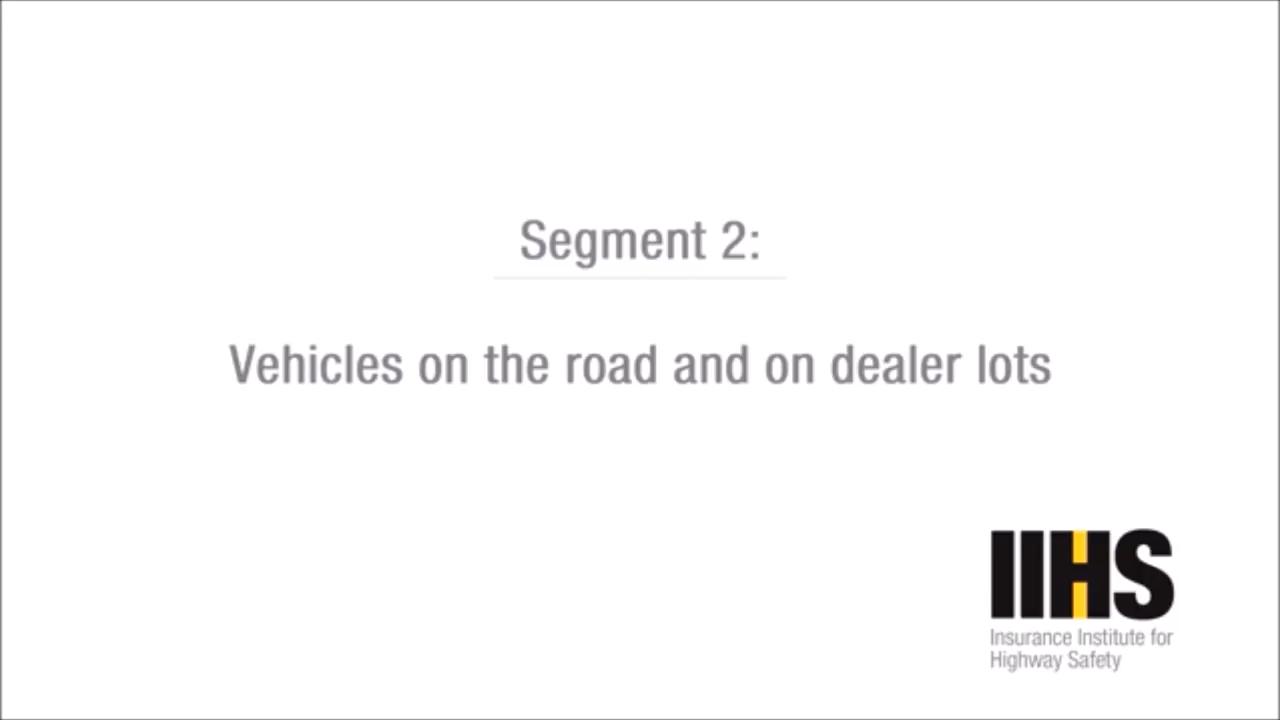 Segment 2:
Vehicles on the road and on dealer lots
IIHS
Insurance Institute for
Highway Safety